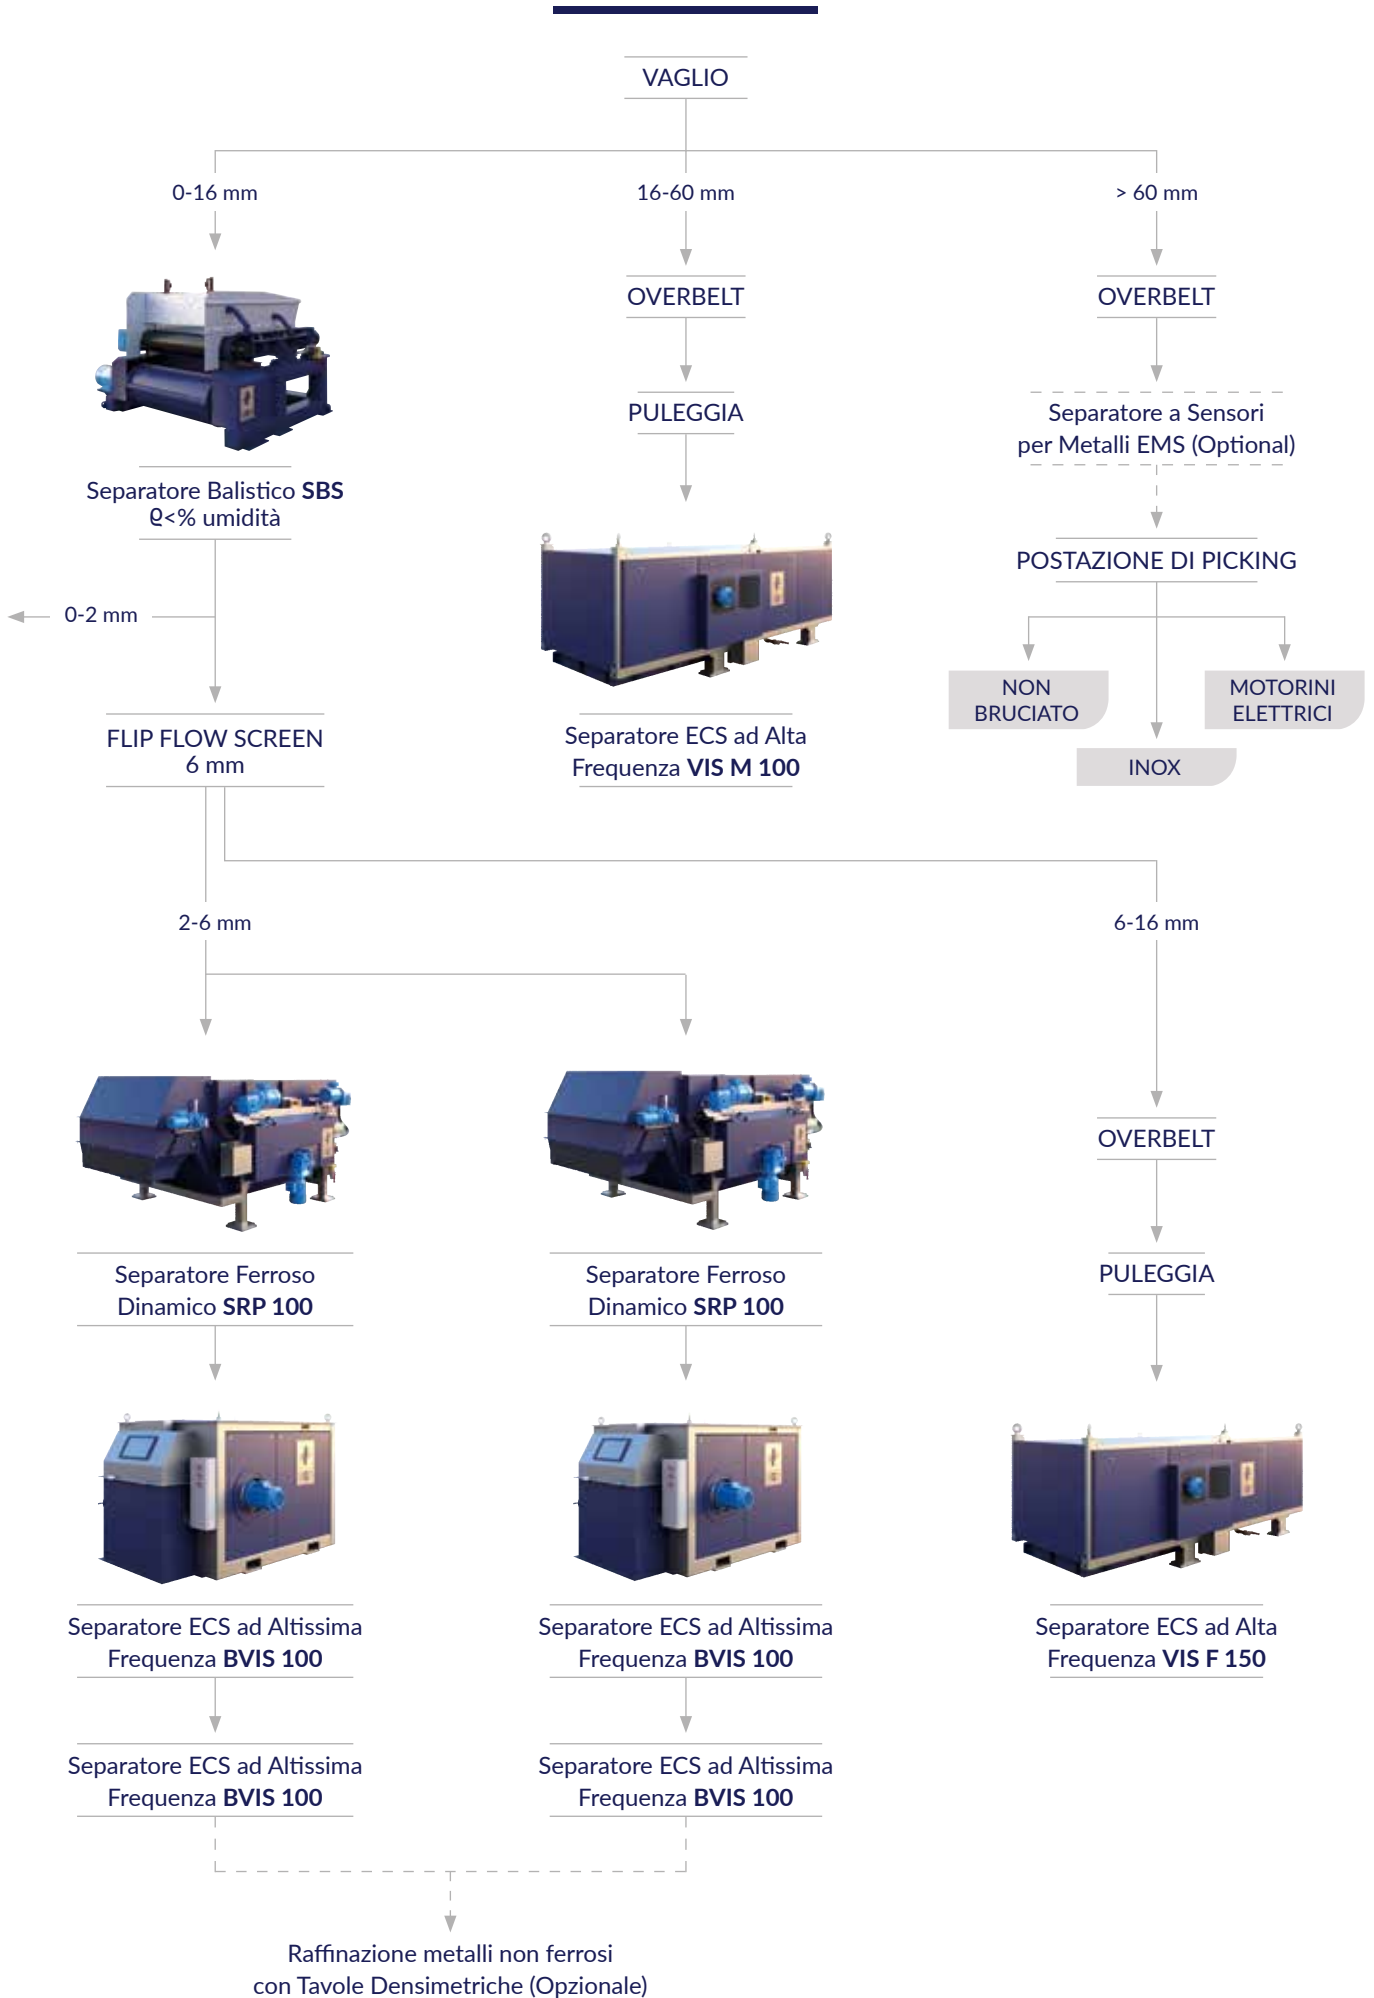 VAGLIO
0-16 mm
16-60 mm
> 60 mm
OVERBELT
OVERBELT
PULEGGIA
Separatore a Sensori
per Metalli EMS (Optional)
Separatore Balistico SBS
<% umidità
POSTAZIONE DI PICKING
0-2 mm
NON
BRUCIATO
MOTORINI
ELETTRICI
INOX
FLIP FLOW SCREEN
6 mm
Separatore ECS ad Alta
Frequenza VIS M 100
2-6 mm
6-16 mm
OVERBELT
PULEGGIA
Separatore Ferroso
Dinamico SRP 100
Separatore Ferroso
Dinamico SRP 100
Separatore ECS ad Altissima
Frequenza BVIS 100
Separatore ECS ad Altissima
Frequenza BVIS 100
Separatore ECS ad Alta
Frequenza VIS F 150
Separatore ECS ad Altissima
Frequenza BVIS 100
Separatore ECS ad Altissima
Frequenza BVIS 100
Raffinazione metalli non ferrosi
con Tavole Densimetriche (Opzionale)